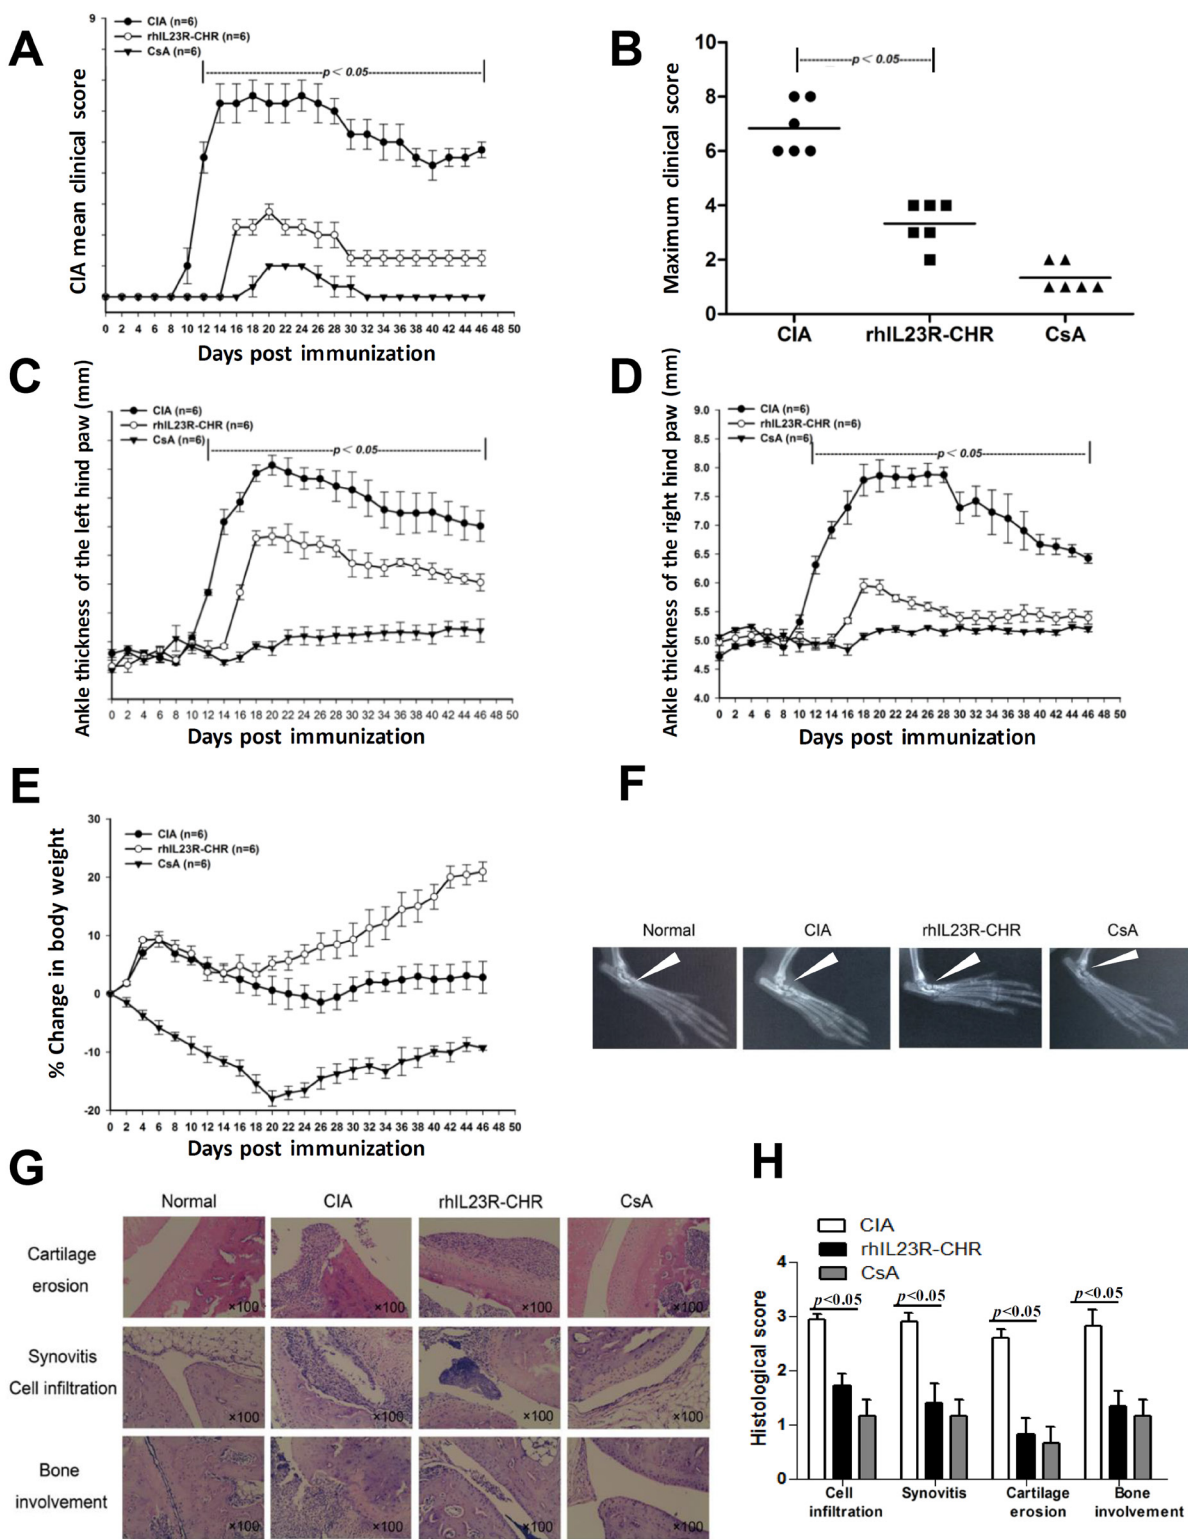 A
CIA mean clinical score
9
CIA (n=6)
rhIL23R-CHR (n=6)
CsA (n=6)
p < 0.05
0 2 4 6 8 10 12 14 16 18 20 22 24 26 28 30 32 34 36 38 40 42 44 46 50
Days post immunization
B
Maximum clinical score
10
8
6
4
2
0
p < 0.05
CIA rhIL23R-CHR CsA
C
Ankle thickness of the left hind paw (mm)
CIA (n=6)
rhIL23R-CHR (n=6)
CsA (n=6)
p < 0.05
0 2 4 6 8 10 12 14 16 18 20 22 24 26 28 30 32 34 36 38 40 42 44 46 50
Days post immunization
D
Ankle thickness of the right hind paw (mm)
9.0
8.0
7.5
6.5
6.0
5.5
5.0
4.5
4.0
CIA (n=6)
rhIL23R-CHR (n=6)
CsA (n=6)
p < 0.05
0 2 4 6 8 10 12 14 16 18 20 22 24 26 28 30 32 34 36 38 40 42 44 46 50
Days post immunization
E
% Change in body weight
30
20
10
0
-10
-20
CIA (n=6)
rhIL23R-CHR (n=6)
CsA (n=6)
0 2 4 6 8 10 12 14 16 18 20 22 24 26 28 30 32 34 36 38 40 42 44 46 50
Days post immunization
F
Normal CIA rhIL23R-CHR CsA
G
Normal CIA rhIL23R-CHR CsA
Cartilage
erosion
×100 ×100 ×100 ×100
Synovitis
Cell infiltration
×100 ×100 ×100 ×100
Bone
involvement
×100 ×100 ×100 ×100
H
CIA
rhIL23R-CHR
CsA
Histological score
4
3
2
1
0
p<0.05 p<0.05 p<0.05 p<0.05
Cell
infiltration
Synovitis
Cartilage
erosion
Bone
involvement